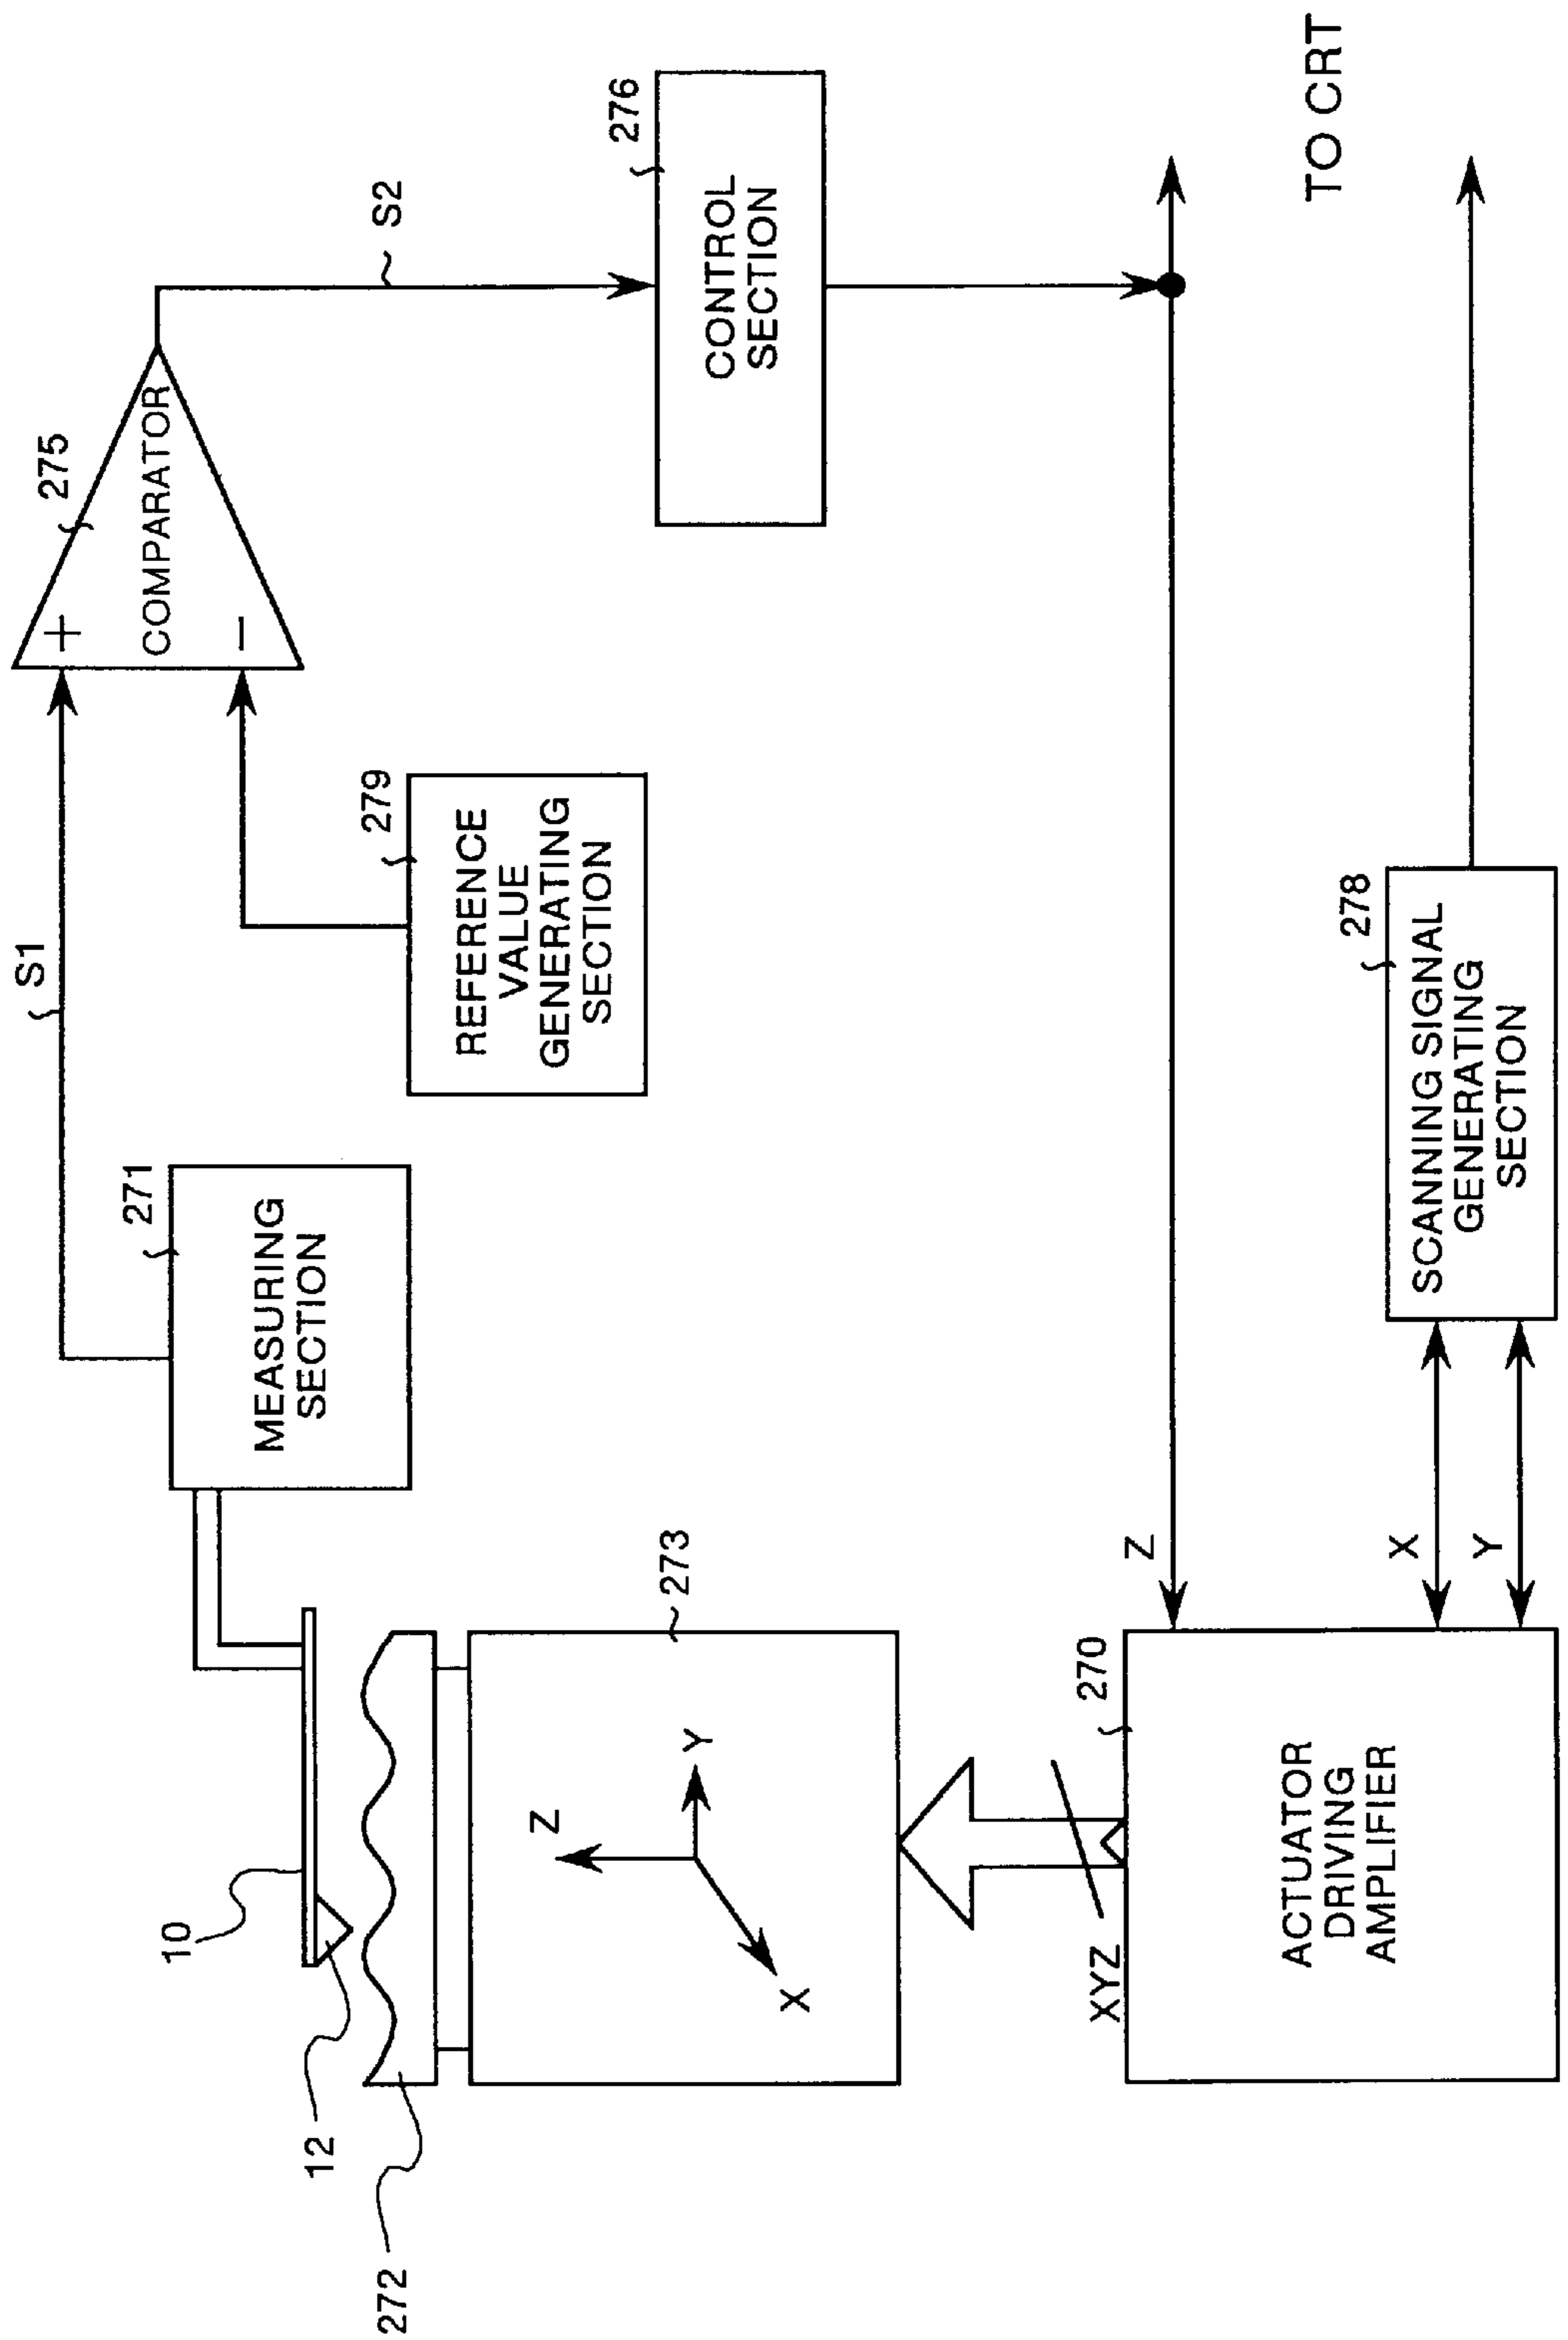 S1
275
+
COMPARATOR
−
S2
271
MEASURING
SECTION
279
REFERENCE
VALUE
GENERATING
SECTION
276
CONTROL
SECTION
10
12
272
Z
Y
X
273
XYZ
270
ACTUATOR
DRIVING
AMPLIFIER
Z
X
Y
278
SCANNING SIGNAL
GENERATING
SECTION
TO CRT